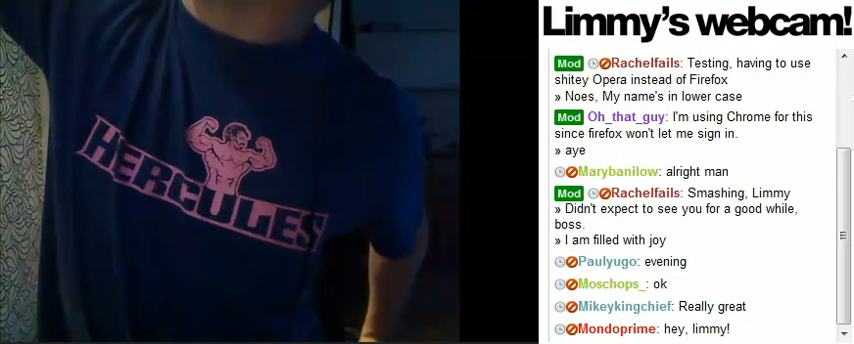 HERCULES
Limmy's webcam!
Mod Rachelfails: Testing, having to use
shitey Opera instead of Firefox
» Noes, My name's in lower case
Mod Oh_that_guy: I'm using Chrome for this
since firefox won't let me sign in.
» aye
Marybanilow: alright man
Mod Rachelfails: Smashing, Limmy
» Didn't expect to see you for a good while,
boss.
» I am filled with joy
Paulyugo: evening
Moschops_: ok
Mikeykingchief: Really great
Mondoprime: hey, limmy!